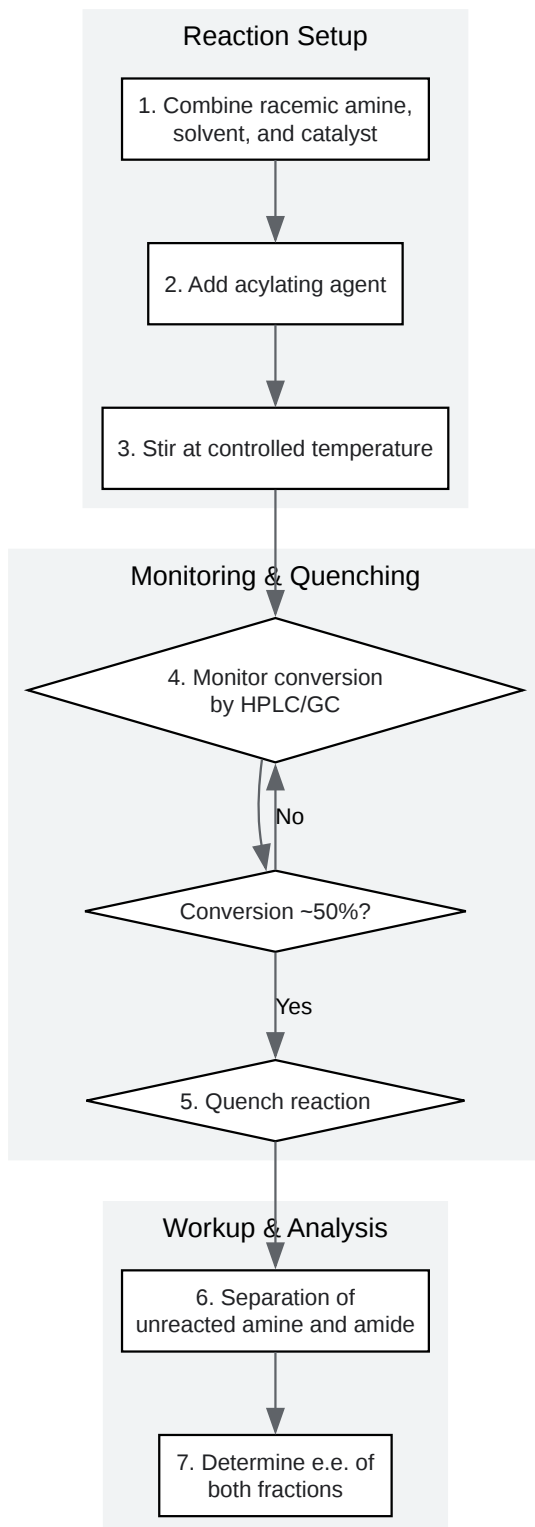 Reaction Setup
1. Combine racemic amine,
solvent, and catalyst
2. Add acylating agent
3. Stir at controlled temperature
Monitoring & Quenching
4. Monitor conversion
by HPLC/GC
No
Conversion ~50%?
Yes
5. Quench reaction
Workup & Analysis
6. Separation of
unreacted amine and amide
7. Determine e.e. of
both fractions